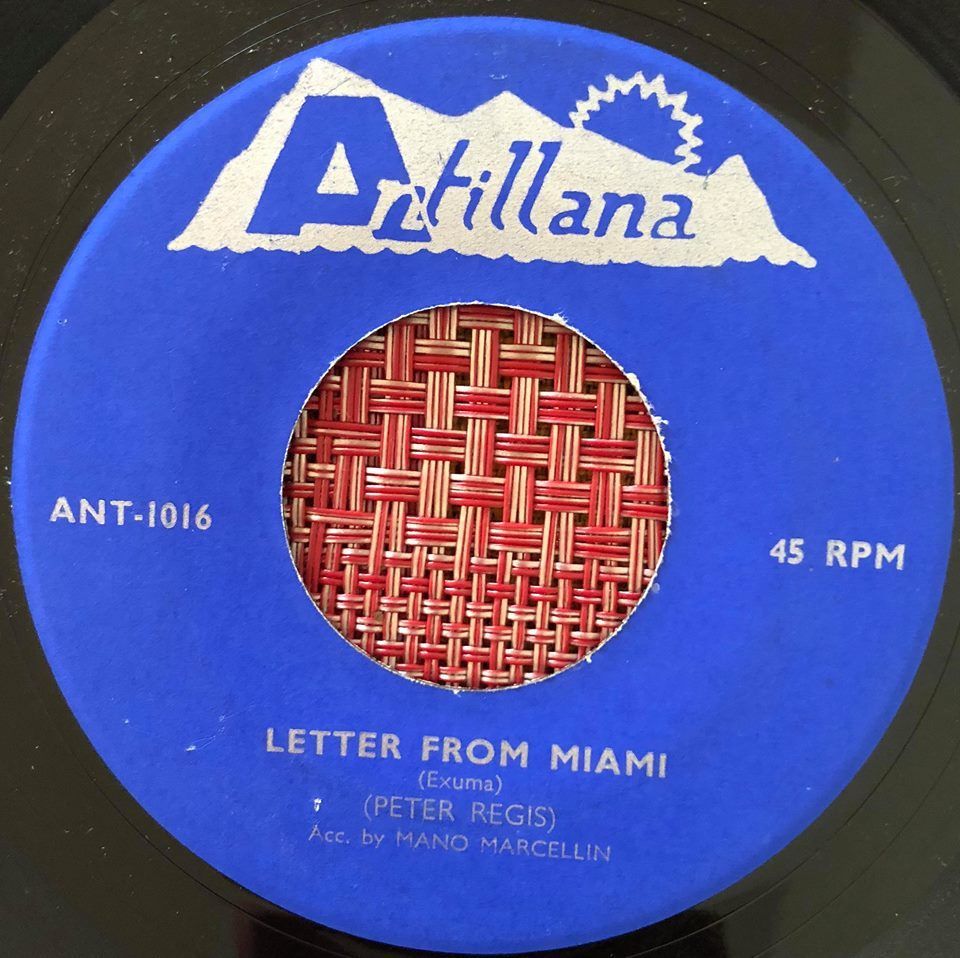 Antillana
ANT-1016
45 RPM
LETTER FROM MIAMI
(Exuma)
(PETER REGIS)
Acc. by MANO MARCELLIN